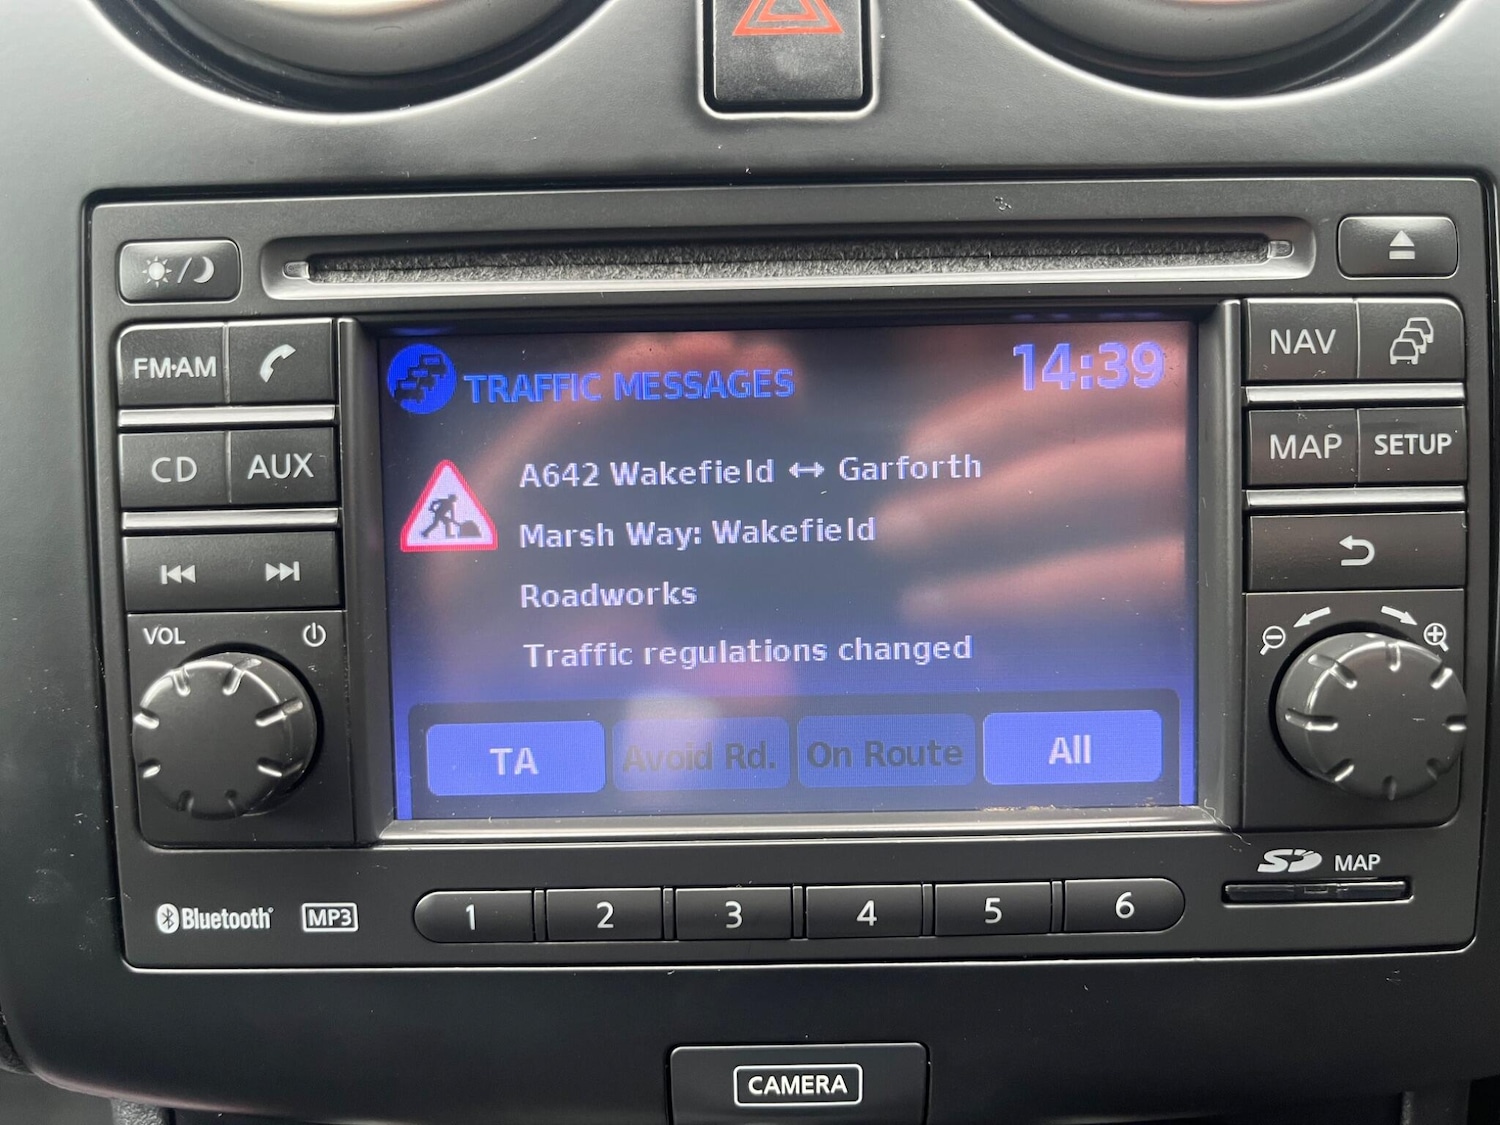 FM·AM
CD
AUX
VOL
TRAFFIC MESSAGES
14:39
A642 Wakefield ↔ Garforth
Marsh Way: Wakefield
Roadworks
Traffic regulations changed
TA
Avoid Rd.
On Route
All
NAV
MAP
SETUP
SD MAP
Bluetooth
MP3
1
2
3
4
5
6
CAMERA